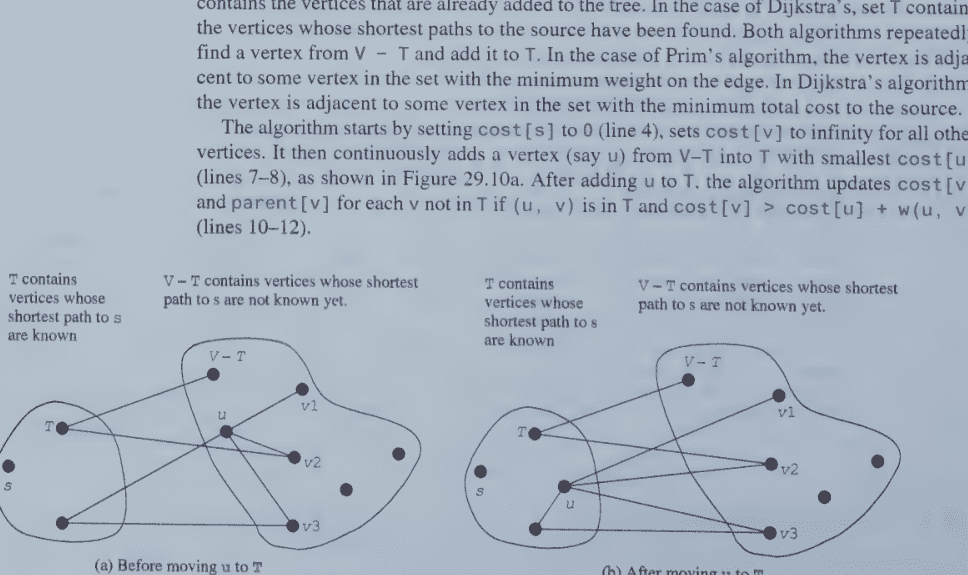 contains the vertices that are already added to the tree. In the case of Dijkstra's, set T contain
the vertices whose shortest paths to the source have been found. Both algorithms repeatedl
find a vertex from V – T and add it to T. In the case of Prim's algorithm, the vertex is adja
cent to some vertex in the set with the minimum weight on the edge. In Dijkstra's algorithm
the vertex is adjacent to some vertex in the set with the minimum total cost to the source.
The algorithm starts by setting cost[s] to 0 (line 4), sets cost[v] to infinity for all othe
vertices. It then continuously adds a vertex (say u) from V–T into T with smallest cost[u
(lines 7–8), as shown in Figure 29.10a. After adding u to T, the algorithm updates cost[v
and parent[v] for each v not in T if (u, v) is in T and cost[v] > cost[u] + w(u, v
(lines 10–12).
T contains
vertices whose
shortest path to s
are known
V – T contains vertices whose shortest
path to s are not known yet.
V – T
T
u
v1
v2
s
v3
(a) Before moving u to T
T contains
vertices whose
shortest path to s
are known
V – T contains vertices whose shortest
path to s are not known yet.
V – T
v1
T
v2
s
u
v3
(b) After moving u to T